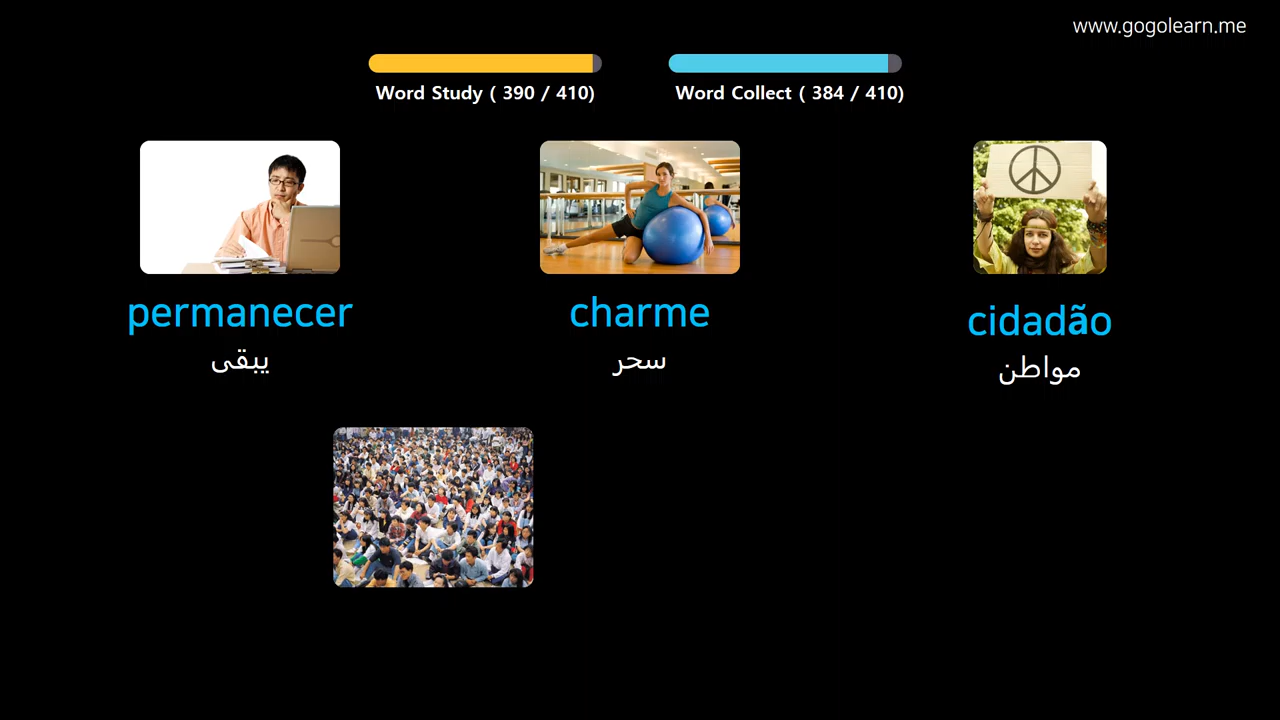 www.gogolearn.me
Word Study ( 390 / 410)
Word Collect ( 384 / 410)
permanecer
يبقى
charme
سحر
cidadão
مواطن